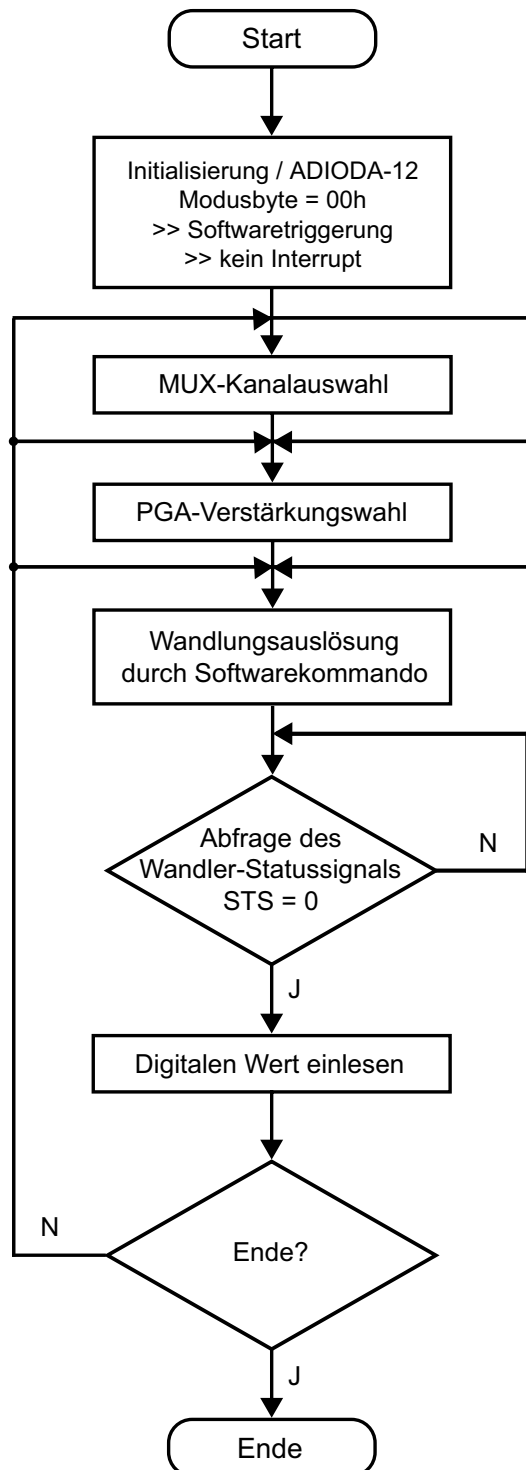 Start
Initialisierung / ADIODA-12
Modusbyte = 00h
>> Softwaretriggerung
>> kein Interrupt
MUX-Kanalauswahl
PGA-Verstärkungswahl
Wandlungsauslösung
durch Softwarekommando
Abfrage des
Wandler-Statussignals
STS = 0
N
J
Digitalen Wert einlesen
N
Ende?
J
Ende